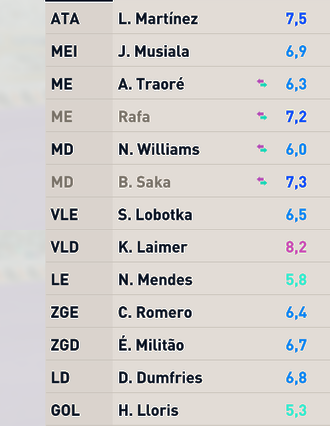 ATA L. Martínez 7,5
MEI J. Musiala 6,9
ME A. Traoré 6,3
ME Rafa 7,2
MD N. Williams 6,0
MD B. Saka 7,3
VLE S. Lobotka 6,5
VLD K. Laimer 8,2
LE N. Mendes 5,8
ZGE C. Romero 6,4
ZGD É. Militão 6,7
LD D. Dumfries 6,8
GOL H. Lloris 5,3